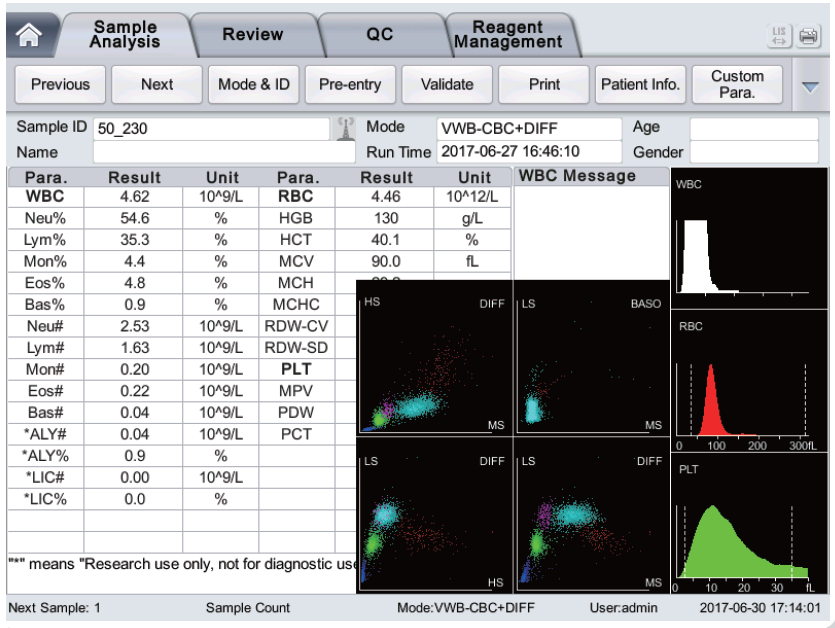 Sample Analysis Review QC Reagent Management LIS
Previous Next Mode & ID Pre-entry Validate Print Patient Info. Custom Para.
Sample ID 50_230 Mode VWB-CBC+DIFF Age
Name Run Time 2017-06-27 16:46:10 Gender
Para. Result Unit Para. Result Unit WBC Message
WBC 4.62 10^9/L RBC 4.46 10^12/L
Neu% 54.6 % HGB 130 g/L
Lym% 35.3 % HCT 40.1 %
Mon% 4.4 % MCV 90.0 fL
Eos% 4.8 % MCH
Bas% 0.9 % MCHC
Neu# 2.53 10^9/L RDW-CV
Lym# 1.63 10^9/L RDW-SD
Mon# 0.20 10^9/L PLT
Eos# 0.22 10^9/L MPV
Bas# 0.04 10^9/L PDW
*ALY# 0.04 10^9/L PCT
*ALY% 0.9 %
*LIC# 0.00 10^9/L
*LIC% 0.0 %
"*" means "Research use only, not for diagnostic use
HS DIFF MS
LS BASO MS
LS DIFF HS
LS DIFF MS
WBC
RBC
0 100 200 300fL
PLT
0 10 20 30 fL
Next Sample: 1 Sample Count Mode:VWB-CBC+DIFF User:admin 2017-06-30 17:14:01